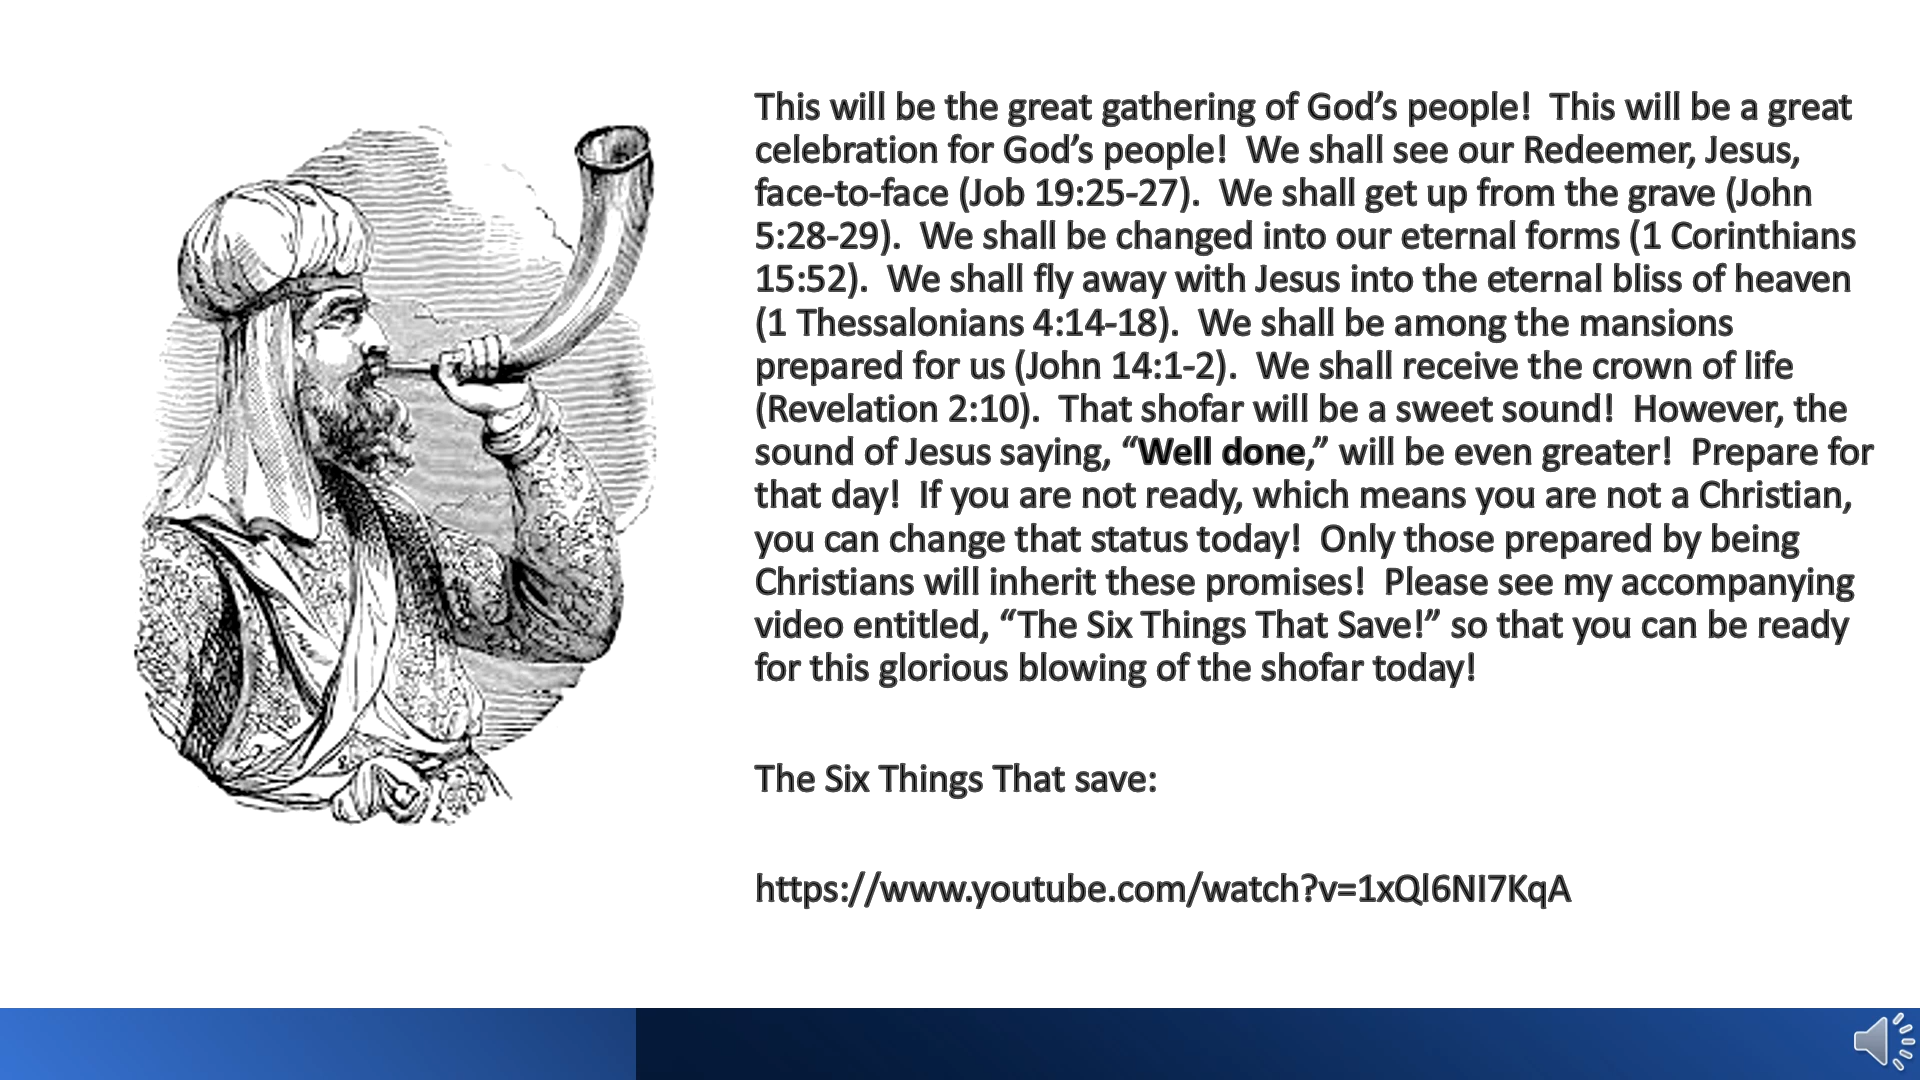 This will be the great gathering of God’s people!  This will be a great
celebration for God’s people!  We shall see our Redeemer, Jesus,
face-to-face (Job 19:25-27).  We shall get up from the grave (John
5:28-29).  We shall be changed into our eternal forms (1 Corinthians
15:52).  We shall fly away with Jesus into the eternal bliss of heaven
(1 Thessalonians 4:14-18).  We shall be among the mansions
prepared for us (John 14:1-2).  We shall receive the crown of life
(Revelation 2:10).  That shofar will be a sweet sound!  However, the
sound of Jesus saying, “Well done,” will be even greater!  Prepare for
that day!  If you are not ready, which means you are not a Christian,
you can change that status today!  Only those prepared by being
Christians will inherit these promises!  Please see my accompanying
video entitled, “The Six Things That Save!” so that you can be ready
for this glorious blowing of the shofar today!
The Six Things That save:
https://www.youtube.com/watch?v=1xQl6NI7KqA